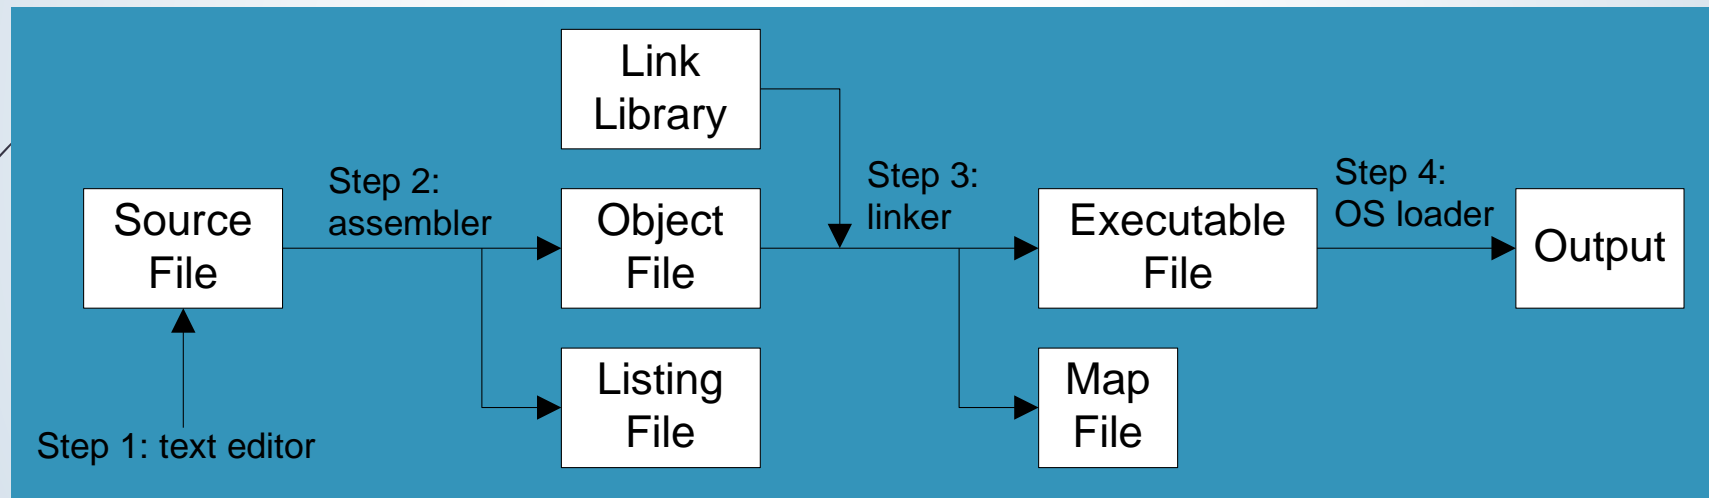 Link
Library
Step 2:
assembler
Step 3:
linker
Step 4:
OS loader
Source
File
Object
File
Executable
File
Output
Listing
File
Map
File
Step 1: text editor